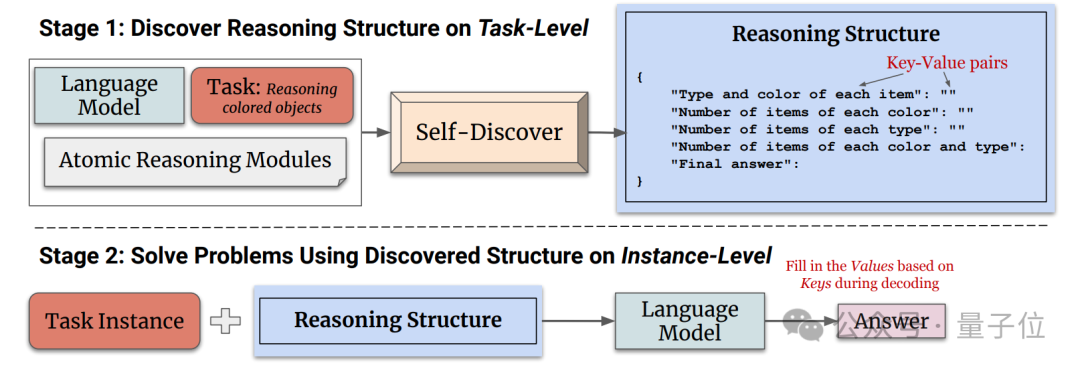 Stage 1: Discover Reasoning Structure on Task-Level
Language
Model
Task: Reasoning
colored objects
Atomic Reasoning Modules
Self-Discover
Reasoning Structure
Key-Value pairs
{
"Type and color of each item": ""
"Number of items of each color": ""
"Number of items of each type": ""
"Number of items of each color and type":
"Final answer":
}
Stage 2: Solve Problems Using Discovered Structure on Instance-Level
Task Instance
Reasoning Structure
Language
Model
Fill in the Values based on
Keys during decoding
Answer
公众号 · 量子位